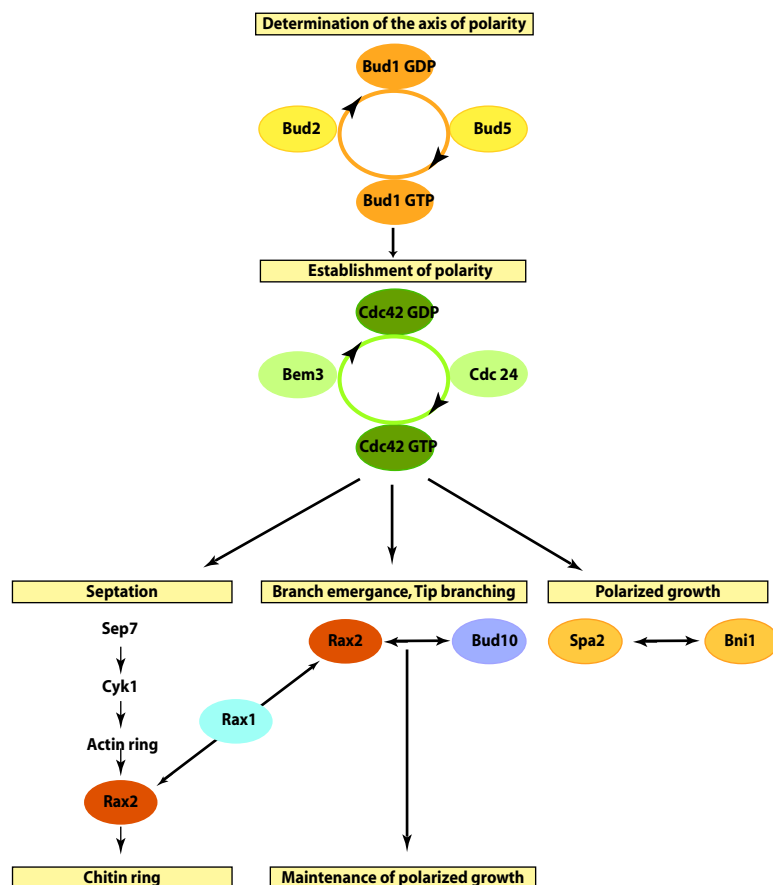 Determination of the axis of polarity
Bud1 GDP
Bud2
Bud5
Bud1 GTP
Establishment of polarity
Cdc42 GDP
Bem3
Cdc 24
Cdc42 GTP
Septation
Branch emergance, Tip branching
Polarized growth
Sep7
Rax2
Bud10
Spa2
Bni1
Cyk1
Rax1
Actin ring
Rax2
Chitin ring
Maintenance of polarized growth